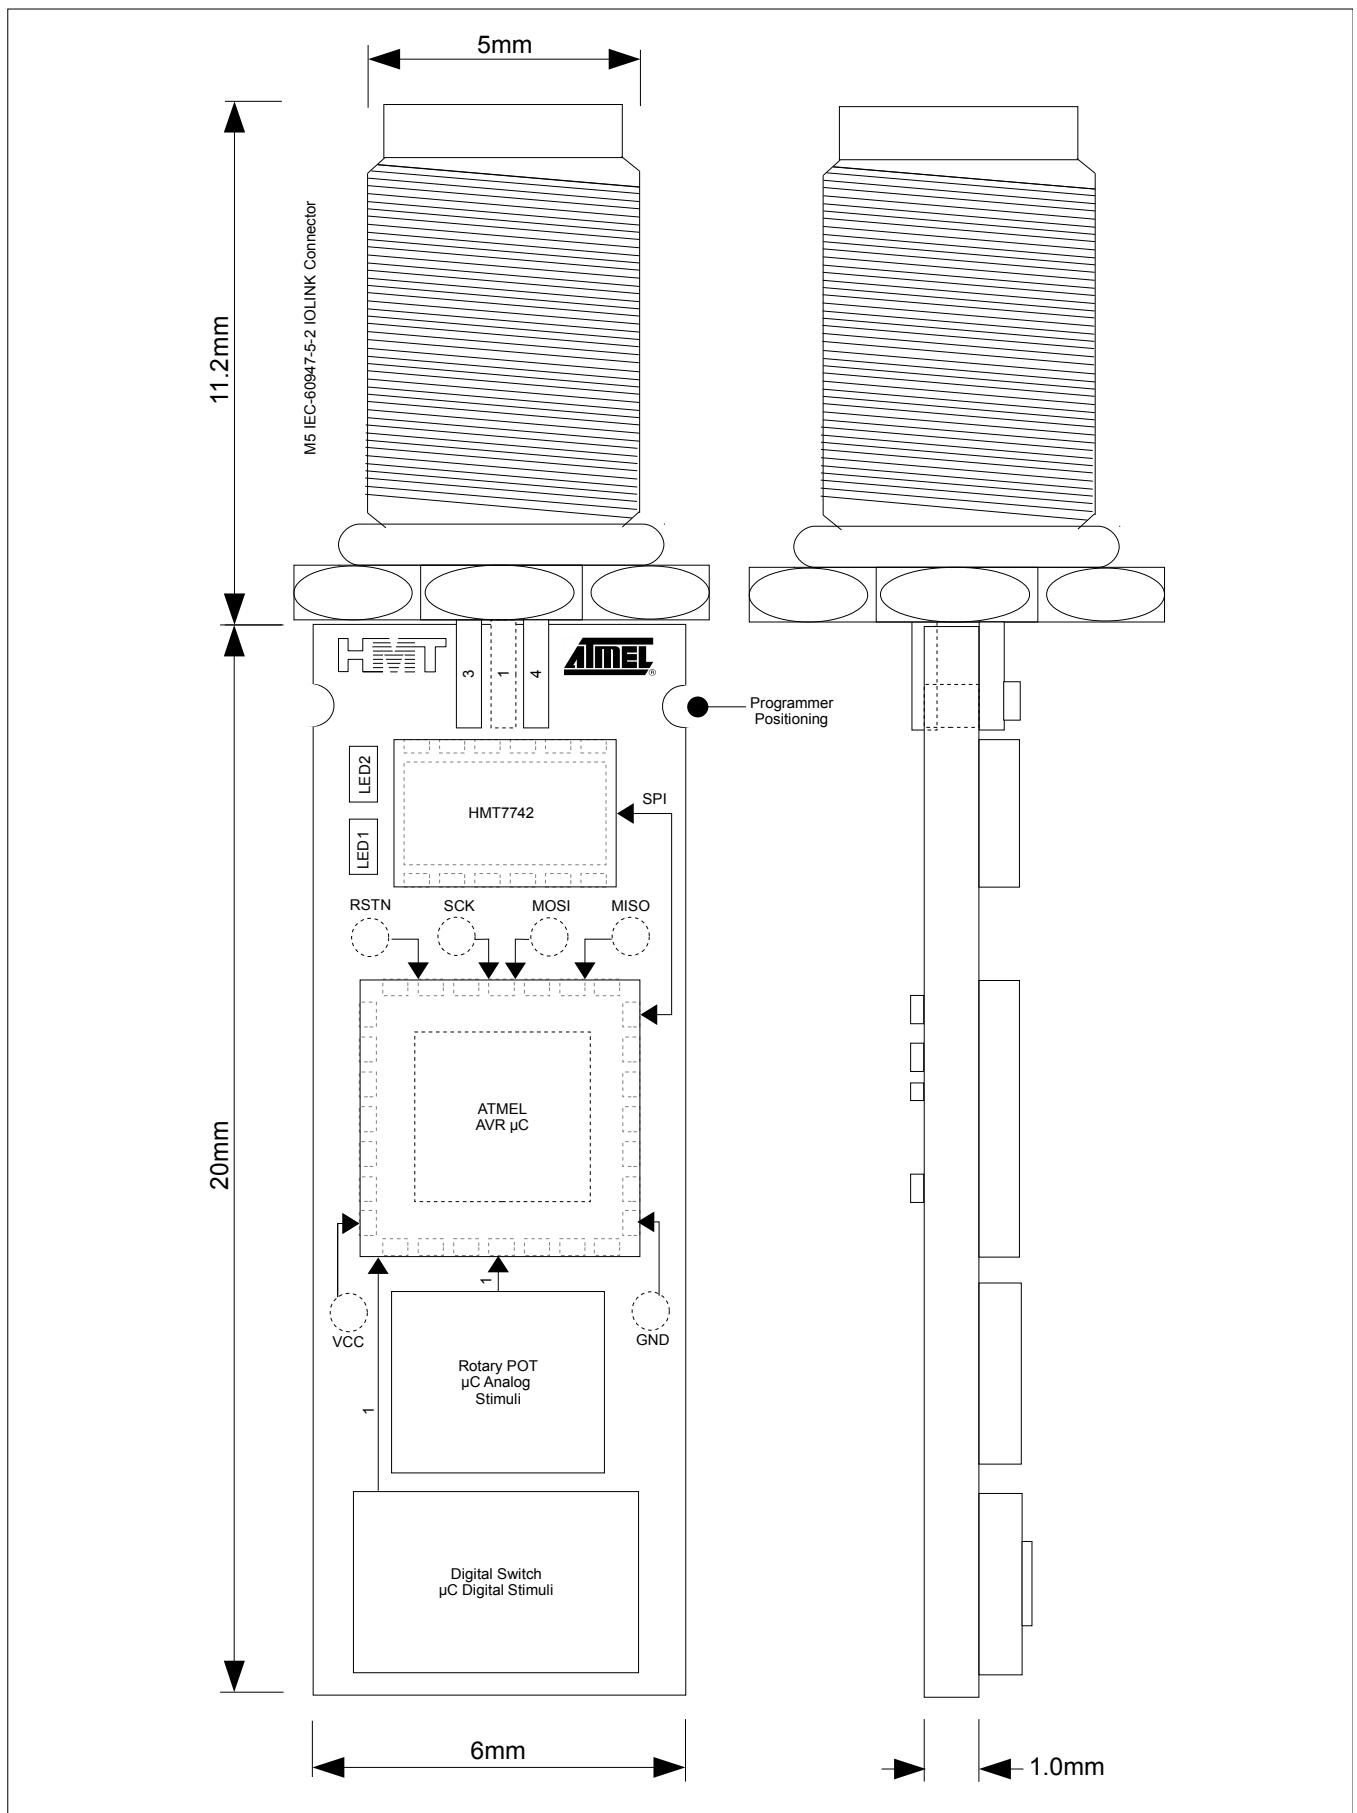 5mm
11.2mm
M5 IEC-60947-5-2 IOLINK Connector
HMT
3
1
4
ATMEL
®
Programmer
Positioning
LED2
LED1
HMT7742
SPI
RSTN
SCK
MOSI
MISO
ATMEL
AVR µC
20mm
1
VCC
GND
Rotary POT
µC Analog
Stimuli
1
Digital Switch
µC Digital Stimuli
6mm
1.0mm